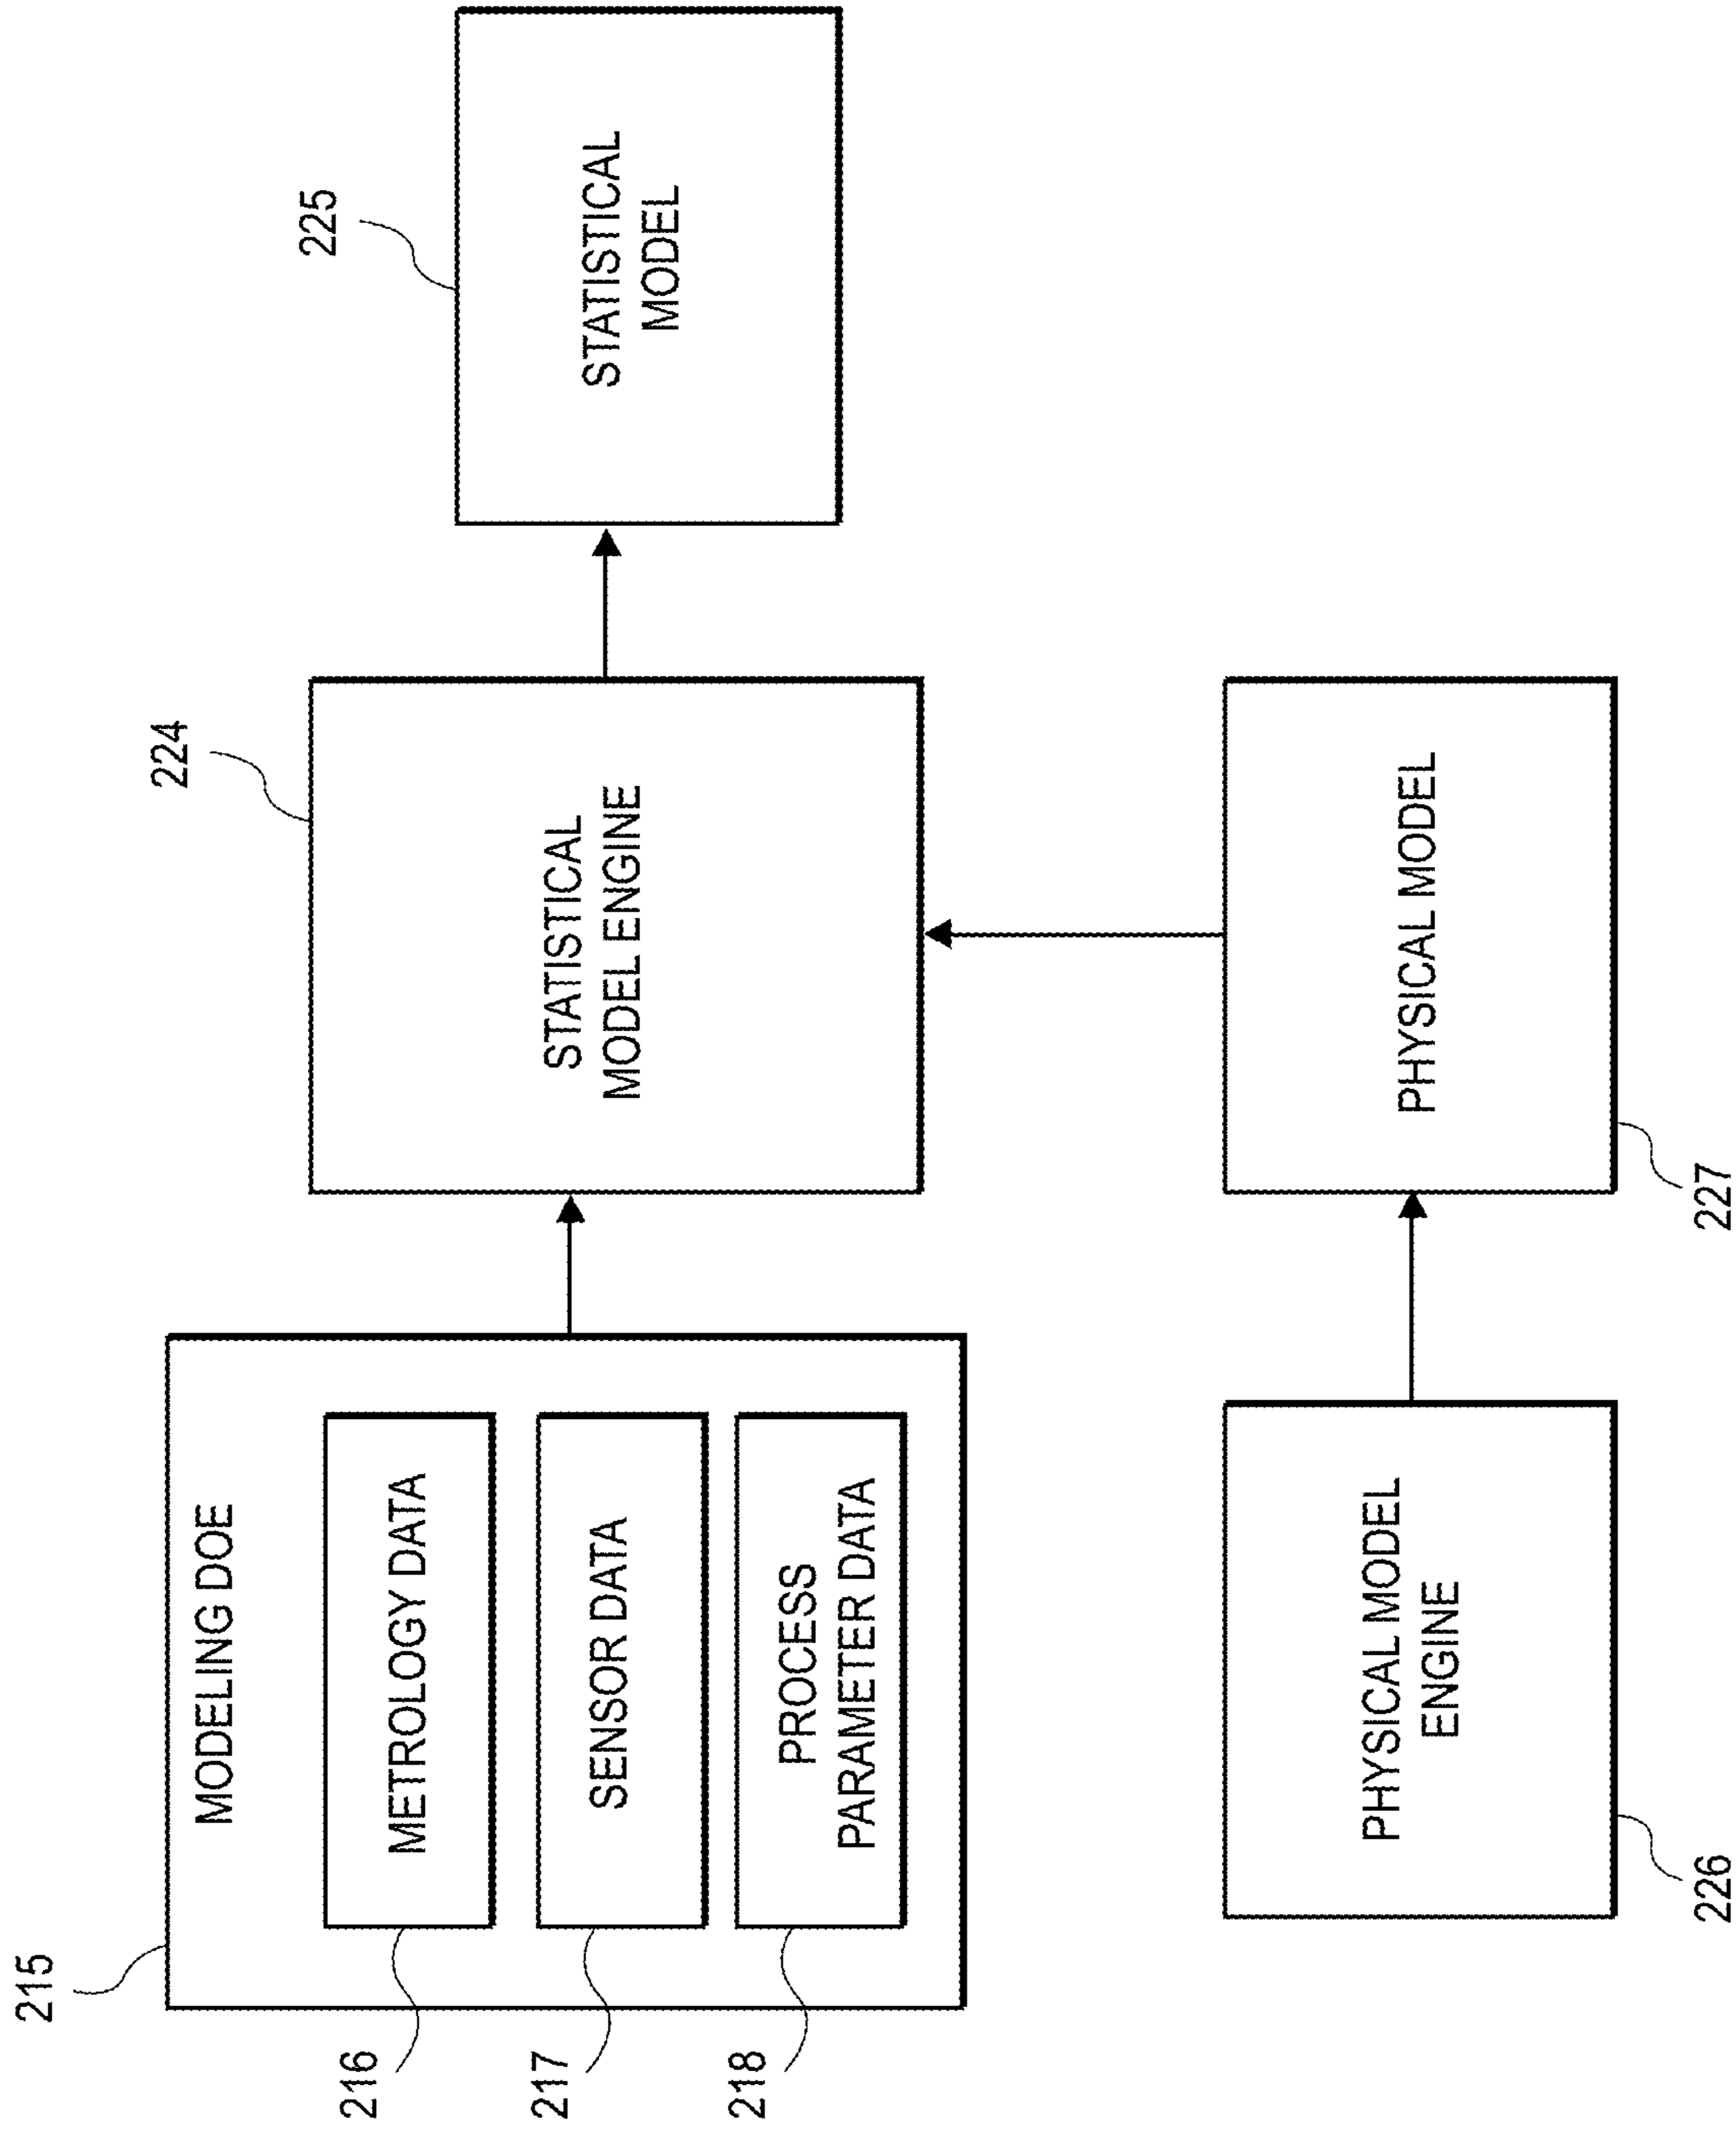 215
MODELING DOE
216
METROLOGY DATA
217
SENSOR DATA
218
PROCESS
PARAMETER DATA
224
STATISTICAL
MODEL ENGINE
225
STATISTICAL
MODEL
226
PHYSICAL MODEL
ENGINE
227
PHYSICAL MODEL